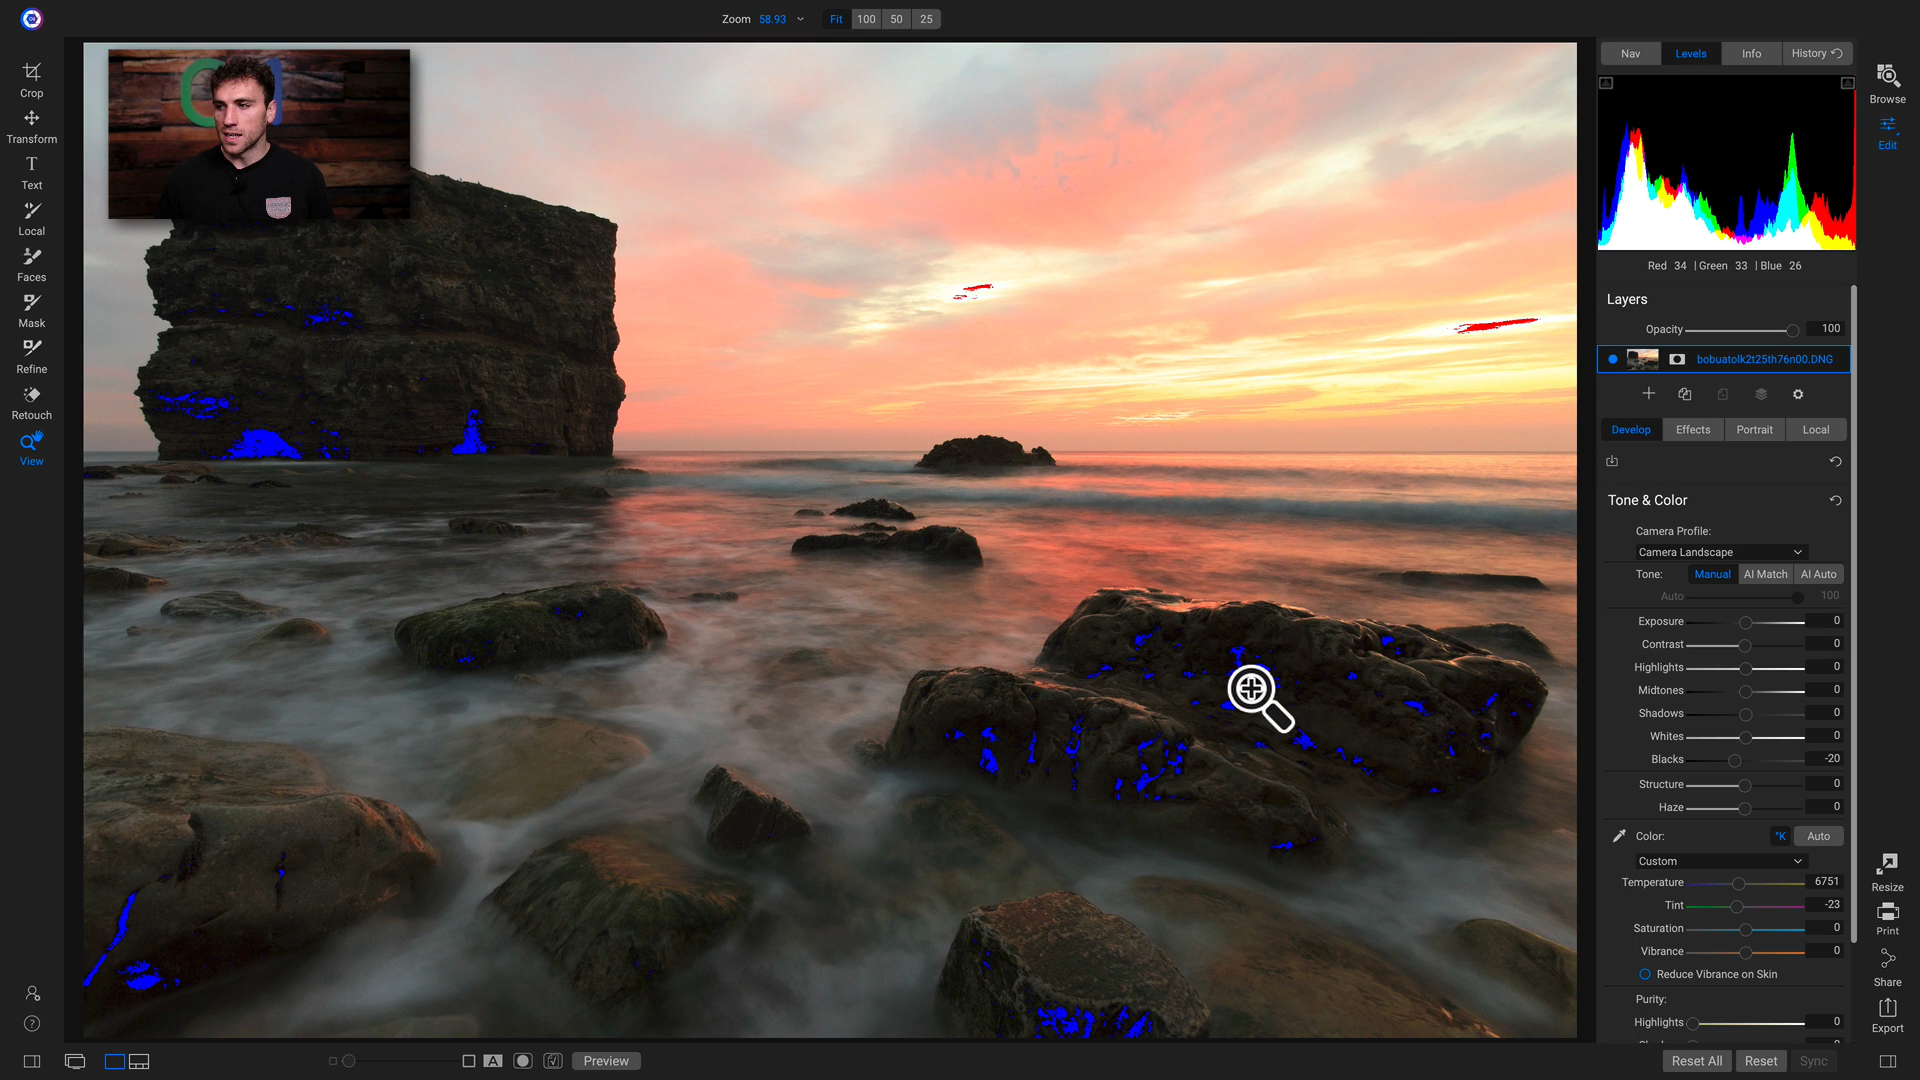 Zoom 58.93 Fit 100 50 25
Crop
Transform
Text
Local
Faces
Mask
Refine
Retouch
View
Nav Levels Info History
Red 34 | Green 33 | Blue 26
Layers
Opacity 100
bobuatolk2t25th76n00.DNG
Develop Effects Portrait Local
Tone & Color
Camera Profile:
Camera Landscape
Tone: Manual AI Match AI Auto
Auto 100
Exposure 0
Contrast 0
Highlights 0
Midtones 0
Shadows 0
Whites 0
Blacks -20
Structure 0
Haze 0
Color: °K Auto
Custom
Temperature 6751
Tint -23
Saturation 0
Vibrance 0
Reduce Vibrance on Skin
Purity:
Highlights 0
Browse
Edit
Resize
Print
Share
Export
A Preview
Reset All Reset Sync